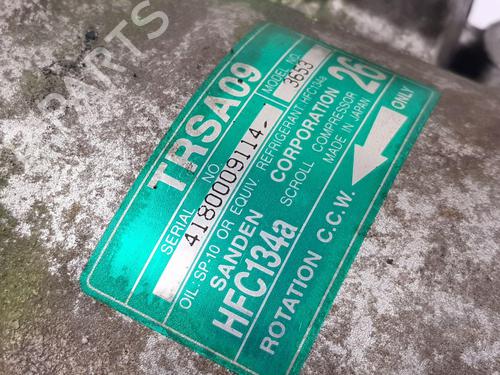 TRSA09
MODEL NO.
3653
SERIAL NO.
4180009114-
OIL: SP-10 OR EQUIV. REFRIGERANT HFC134a
SANDEN CORPORATION
26
HFC134a SCROLL COMPRESSOR
MADE IN JAPAN
ROTATION C.C.W.
ONLY
PARTS